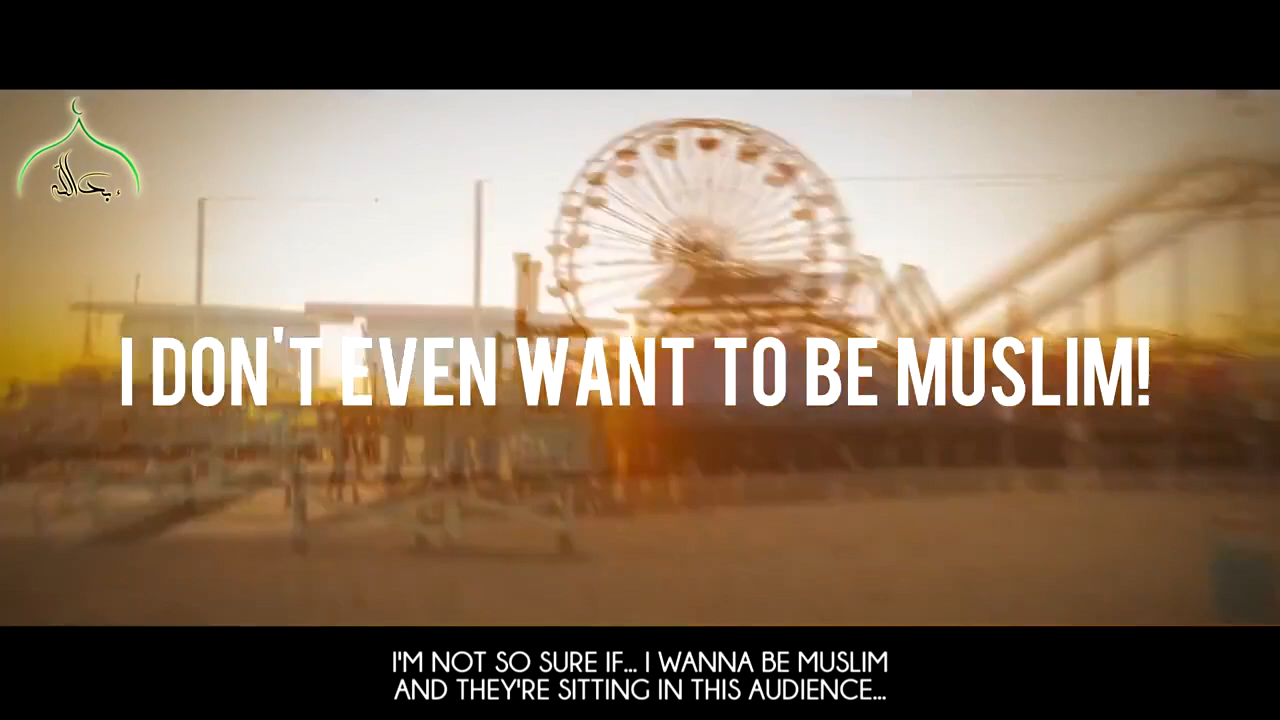 I DON'T EVEN WANT TO BE MUSLIM!
I'M NOT SO SURE IF... I WANNA BE MUSLIM
AND THEY'RE SITTING IN THIS AUDIENCE...